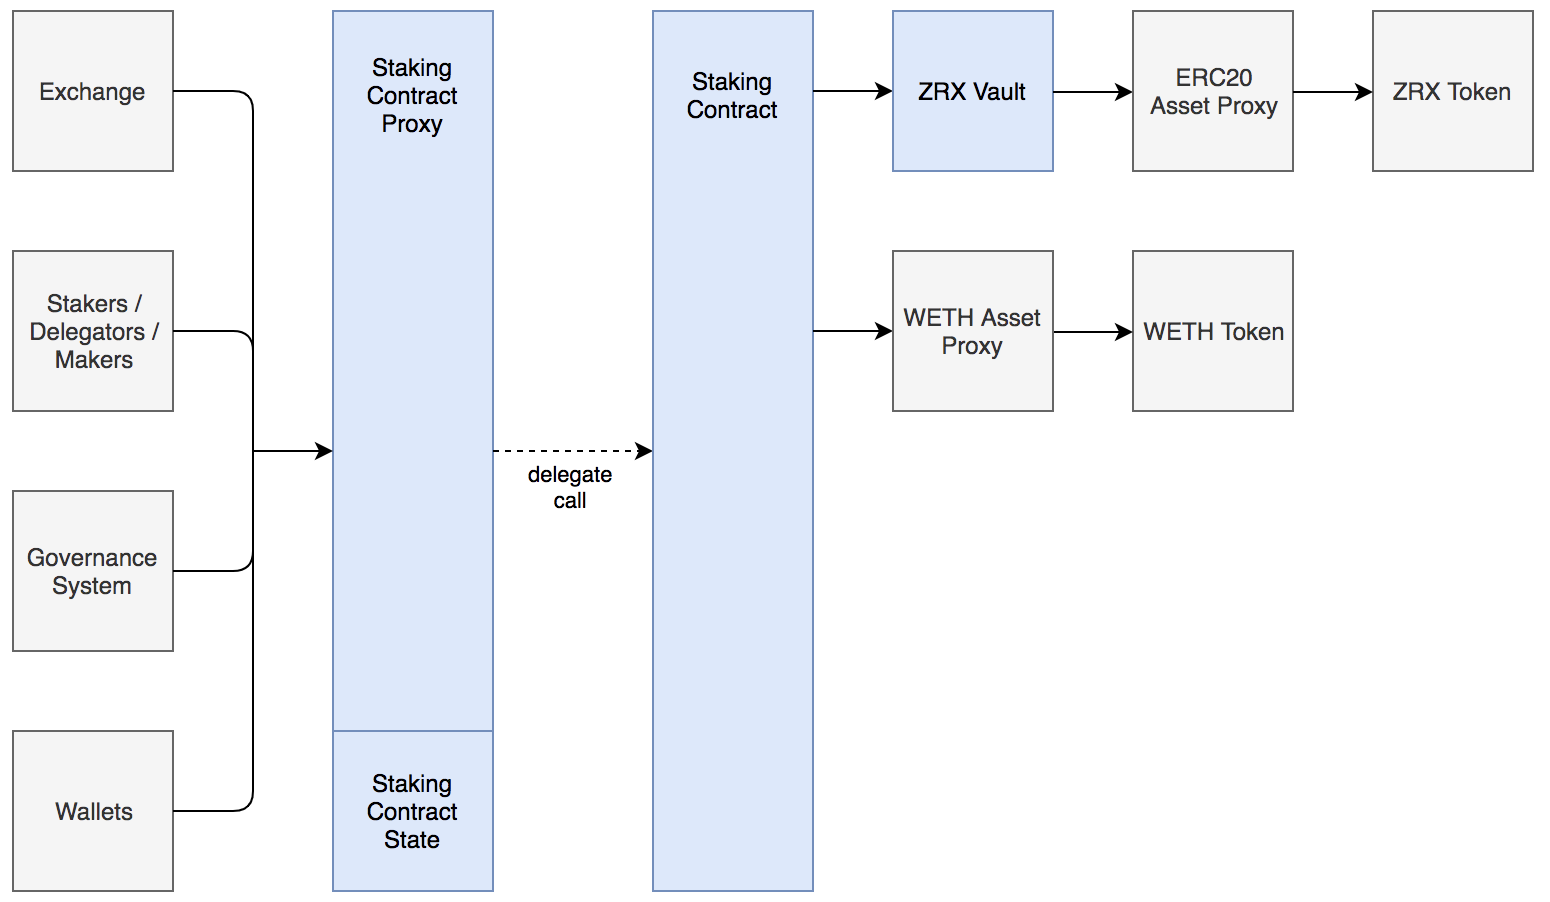 Exchange
Stakers /
Delegators /
Makers
Governance
System
Wallets
Staking
Contract
Proxy
Staking
Contract
State
delegate
call
Staking
Contract
ZRX Vault
ERC20
Asset Proxy
ZRX Token
WETH Asset
Proxy
WETH Token